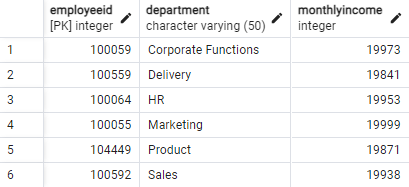 employeeid department monthlyincome
[PK] integer character varying (50) integer
1 100059 Corporate Functions 19973
2 100559 Delivery 19841
3 100064 HR 19953
4 100055 Marketing 19999
5 104449 Product 19871
6 100592 Sales 19938